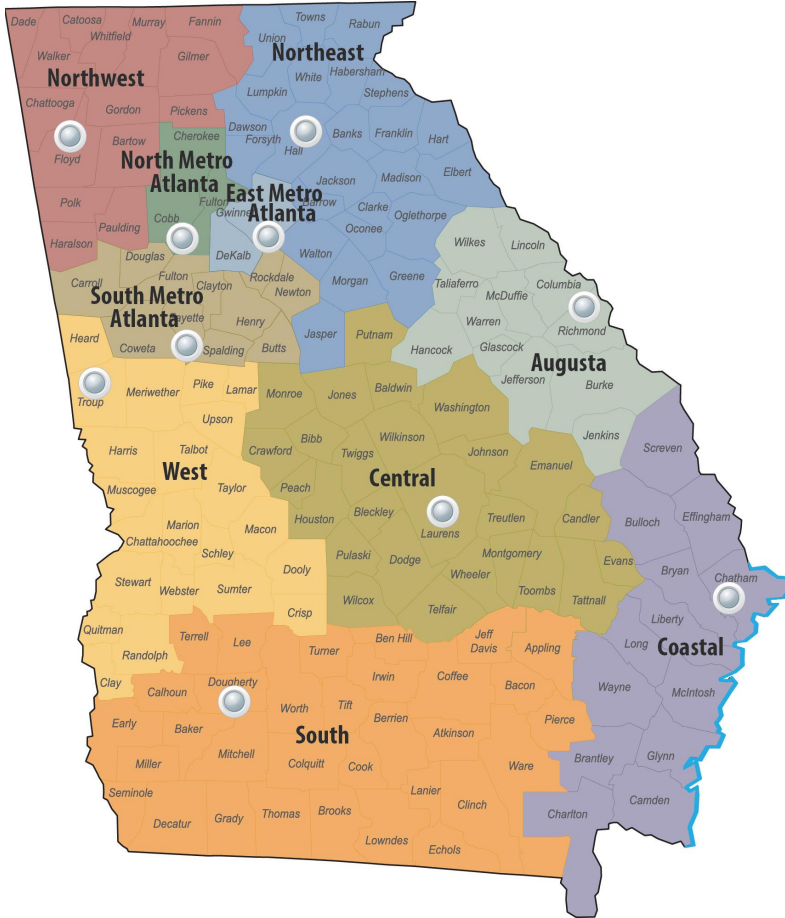 Dade
Catoosa
Murray
Fannin
Whitfield
Walker
Gilmer
Northwest
Chattooga
Gordon
Pickens
Bartow
Floyd
Polk
Paulding
Haralson
Towns
Rabun
Union
Northeast
White
Habersham
Lumpkin
Stephens
Dawson
Forsyth
Hall
Banks
Franklin
Hart
Jackson
Madison
Elbert
Barrow
Clarke
Oglethorpe
Oconee
Walton
Morgan
Greene
Jasper
Cherokee
North Metro
Atlanta
Fulton
Cobb
East Metro
Atlanta
Gwinne
DeKalb
Douglas
Carroll
Fulton
Clayton
Rockdale
Newton
South Metro
Atlanta
Fayette
Henry
Coweta
Spalding
Butts
Wilkes
Lincoln
Taliaferro
McDuffie
Columbia
Warren
Richmond
Hancock
Glascock
Augusta
Jefferson
Burke
Jenkins
Heard
Troup
Meriwether
Pike
Lamar
Upson
Harris
Talbot
West
Muscogee
Taylor
Marion
Macon
Chattahoochee
Schley
Dooly
Stewart
Webster
Sumter
Crisp
Quitman
Randolph
Clay
Putnam
Monroe
Jones
Baldwin
Washington
Bibb
Wilkinson
Crawford
Twiggs
Johnson
Emanuel
Central
Peach
Houston
Bleckley
Laurens
Treutlen
Candler
Pulaski
Dodge
Montgomery
Evans
Wheeler
Wilcox
Telfair
Toombs
Tattnall
Screven
Bulloch
Effingham
Bryan
Chatham
Liberty
Long
Coastal
Wayne
McIntosh
Brantley
Glynn
Charlton
Camden
Terrell
Lee
Turner
Ben Hill
Jeff
Davis
Appling
Calhoun
Dougherty
Irwin
Coffee
Bacon
Worth
Tift
Early
Baker
Berrien
Pierce
South
Atkinson
Miller
Mitchell
Colquitt
Cook
Ware
Seminole
Lanier
Clinch
Decatur
Grady
Thomas
Brooks
Lowndes
Echols